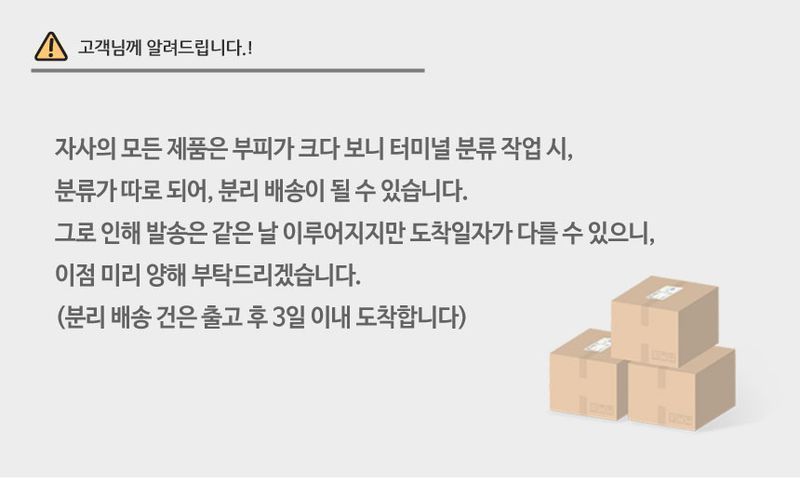 고객님께 알려드립니다.!
자사의 모든 제품은 부피가 크다 보니 터미널 분류 작업 시,
분류가 따로 되어, 분리 배송이 될 수 있습니다.
그로 인해 발송은 같은 날 이루어지지만 도착일자가 다를 수 있으니,
이점 미리 양해 부탁드리겠습니다.
(분리 배송 건은 출고 후 3일 이내 도착합니다)